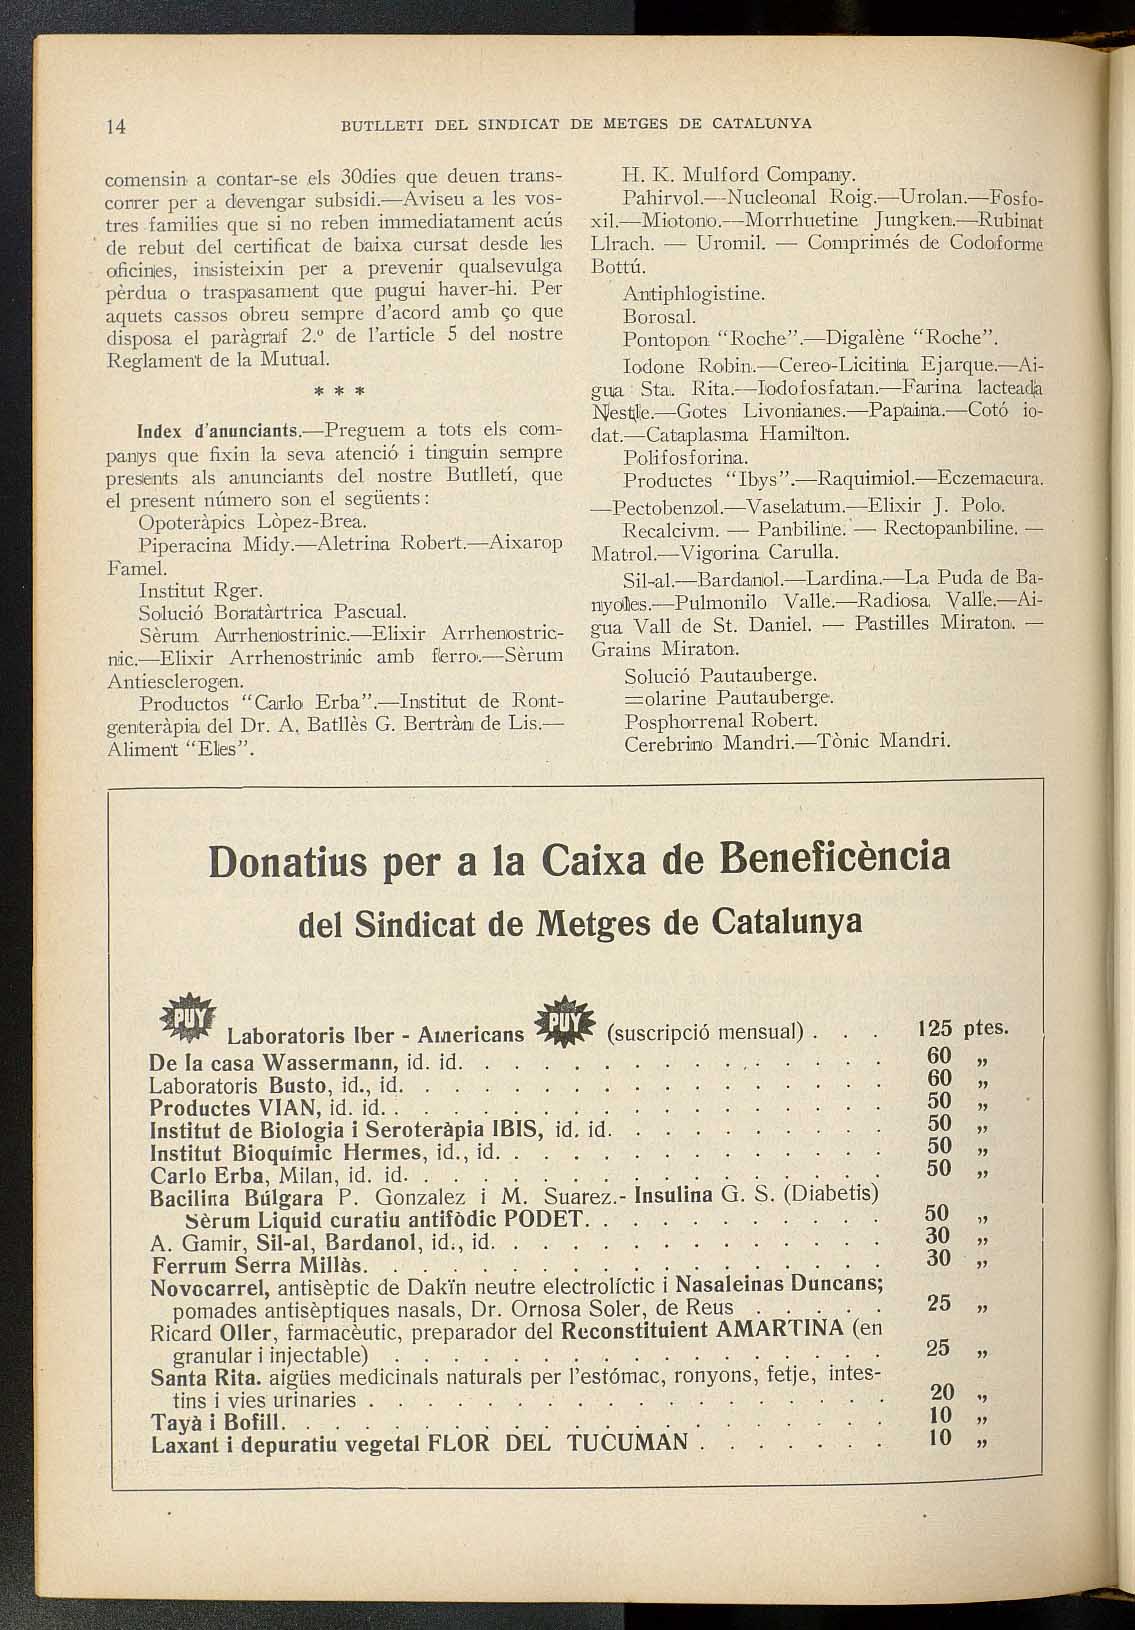 14
BUTLLETI DEL SINDICAT DE METGES DE CATALUNYA
comensin a contar-se els 30dies que deuen trans-
correr per a devengar subsidi.—Aviseu a les vos-
tres families que si no reben immediatament acús
de rebut del certificat de baixa cursat desde les
oficines, insisteixin per a prevenir qualsevulga
pèrdua o traspasament que pugui haver-hi. Per
aquets cassos obreu sempre d'acord amb ço que
disposa el paràgraf 2.º de l'article 5 del nostre
Reglament de la Mutual.
* * *
Index d'anunciants.—Preguem a tots els com-
panys que fixin la seva atenció i tinguin sempre
presents als anunciants del nostre Butlletí, que
el present número son el següents:
Opoteràpics Lòpez-Brea.
Piperacina Midy.—Aletrina Robert.—Aixarop
Famel.
Institut Rger.
Solució Boratàrtrica Pascual.
Sèrum Arrhenostrinic.—Elixir Arrhenostric-
nic.—Elixir Arrhenostrinic amb ferro.—Sèrum
Antiesclerogen.
Productos "Carlo Erba".—Institut de Ront-
genteràpia del Dr. A. Batllès G. Bertràn de Lis.—
Aliment "Elies".
H. K. Mulford Company.
Pahirvol.—Nucleonal Roig.—Urolan.—Fosfo-
xil.—Miotono.—Morrhuetine Jungken.—Rubinat
Llrach. — Uromil. — Comprimés de Codoforme
Bottú.
Antiphlogistine.
Borosal.
Pontopon "Roche".—Digalène "Roche".
Iodone Robin.—Cereo-Licitinia Ejarque.—Ai-
gua Sta. Rita.—Iodofosfatan.—Farina lacteada
Nestlle.—Gotes Livonianes.—Papaina.—Cotó io-
dat.—Cataplasma Hamilton.
Polifosforina.
Productes "Ibys".—Raquimiol.—Eczemacura.
—Pectobenzoil.—Vaselatum.—Elixir J. Polo.
Recalcivm. — Panbiline. — Rectopanbiline. —
Matrol.—Vigorina Carulla.
Sil-al.—Bardanol.—Lardina.—La Puda de Ba-
nyolles.—Pulmonilo Valle.—Radiosa Valle.—Ai-
gua Vall de St. Daniel. — Pastilles Miraton. —
Grains Miraton.
Solució Pautauberge.
=olarine Pautauberge.
Posphorrenal Robert.
Cerebrino Mandri.—Tònic Mandri.
Donatius per a la Caixa de Beneficència
del Sindicat de Metges de Catalunya
PUY Laboratoris Iber - Americans PUY (suscripció mensual) . . . 125 ptes.
De la casa Wassermann, id. id. . . . . . . . . . . . . . . 60 „
Laboratoris Busto, id., id. . . . . . . . . . . . . . . . . 60 „
Productes VIAN, id. id. . . . . . . . . . . . . . . . . . 50 „
Institut de Biologia i Seroteràpia IBIS, id. id. . . . . . . . . . 50 „
Institut Bioquímic Hermes, id., id. . . . . . . . . . . . . . 50 „
Carlo Erba, Milan, id. id. . . . . . . . . . . . . . . . . 50 „
Bacilina Búlgara P. Gonzalez i M. Suarez.- Insulina G. S. (Diabetis)
Sèrum Liquid curatiu antifòdic PODET. . . . . . . . . . . 50 „
A. Gamir, Sil-al, Bardanol, id., id. . . . . . . . . . . . . . 30 „
Ferrum Serra Millàs. . . . . . . . . . . . . . . . . . 30 „
Novocarrel, antisèptic de Dakïn neutre electrolíctic i Nasaleinas Duncans;
pomades antisèptiques nasals, Dr. Ornosa Soler, de Reus . . . . . 25 „
Ricard Oller, farmacèutic, preparador del Reconstituient AMARTINA (en
granular i injectable) . . . . . . . . . . . . . . . . . 25 „
Santa Rita. aigües medicinals naturals per l'estómac, ronyons, fetje, intes-
tins i vies urinaries . . . . . . . . . . . . . . . . . . 20 „
Tayà i Bofill. . . . . . . . . . . . . . . . . . . . . 10 „
Laxant i depuratiu vegetal FLOR DEL TUCUMAN . . . . . . . 10 „